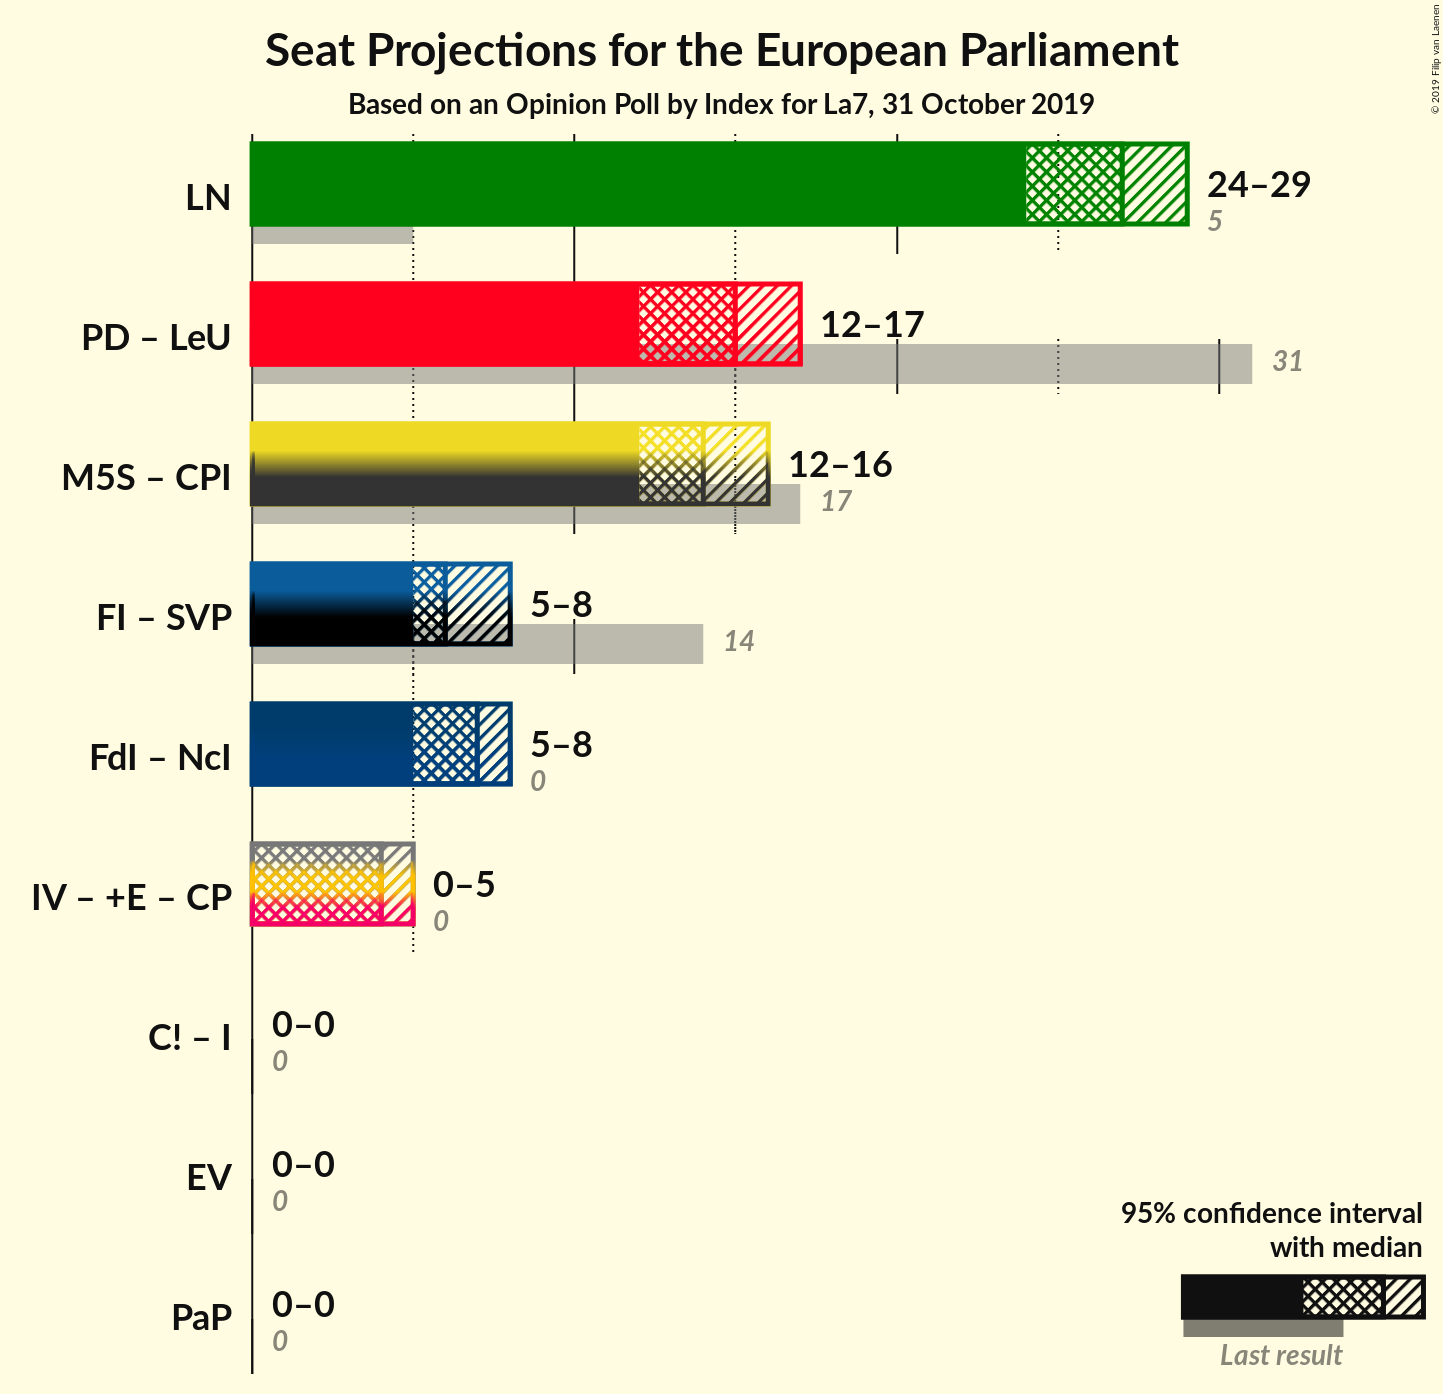 Seat Projections for the European Parliament
Based on an Opinion Poll by Index for La7, 31 October 2019
© 2019 Filip van Laenen
LN
24–29
5
PD – LeU
12–17
31
M5S – CPI
12–16
17
FI – SVP
5–8
14
FdI – NcI
5–8
0
IV – +E – CP
0–5
0
C! – I
0–0
0
EV
0–0
0
PaP
0–0
0
95% confidence interval
with median
Last result